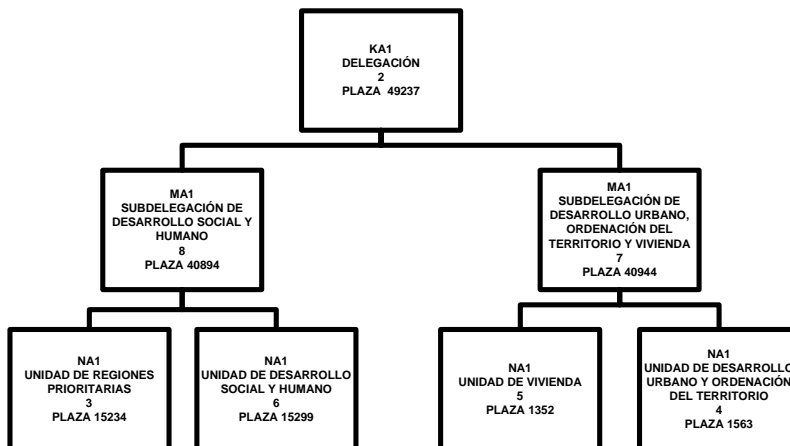 KA1
DELEGACIÓN
2
PLAZA 49237
MA1
SUBDELEGACIÓN DE
DESARROLLO SOCIAL Y
HUMANO
8
PLAZA 40894
MA1
SUBDELEGACIÓN DE
DESARROLLO URBANO,
ORDENACIÓN DEL
TERRITORIO Y VIVIENDA
7
PLAZA 40944
NA1
UNIDAD DE REGIONES
PRIORITARIAS
3
PLAZA 15234
NA1
UNIDAD DE DESARROLLO
SOCIAL Y HUMANO
6
PLAZA 15299
NA1
UNIDAD DE VIVIENDA
5
PLAZA 1352
NA1
UNIDAD DE DESARROLLO
URBANO Y ORDENACIÓN
DEL TERRITORIO
4
PLAZA 1563